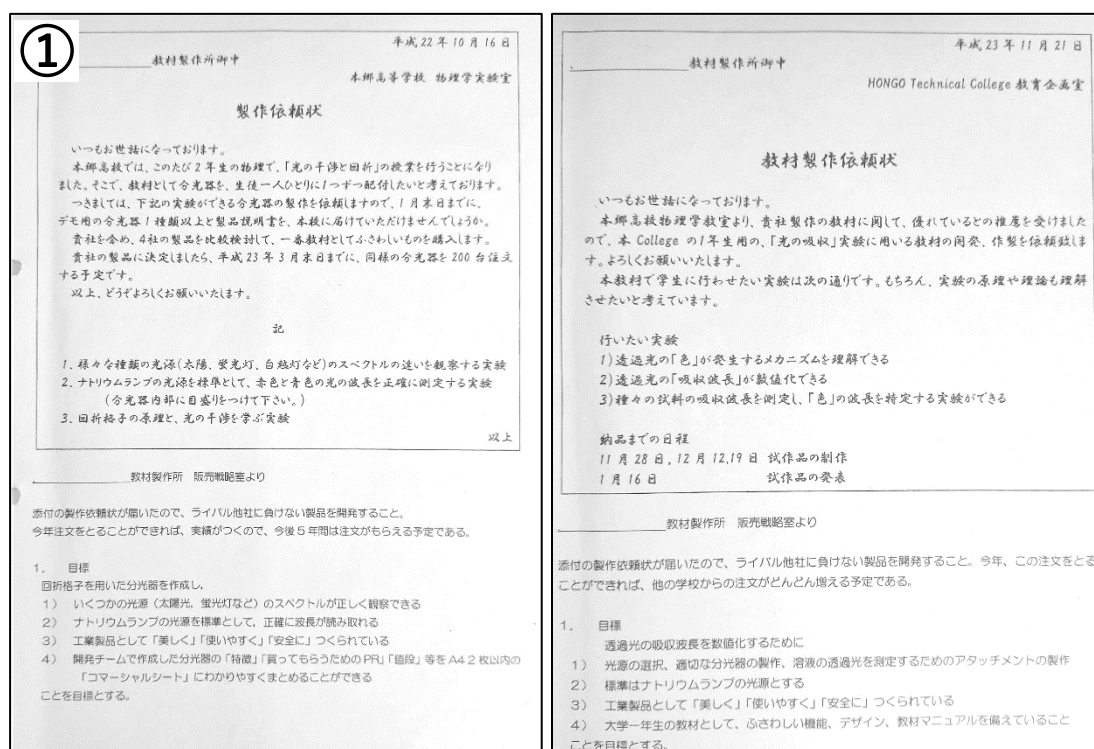 ①
平成22年10月16日
教材製作所御中
本郷高等学校 物理学実験室
製作依頼状
いつもお世話になっております。
本郷高校では、このたび2年生の物理で、「光の干渉と回折」の授業を行うことになり
ました。そこで、教材として分光器を、生徒一人ひとりに1つずつ配付したいと考えております。
つきましては、下記の実験ができる分光器の製作を依頼しますので、1月末日までに、
デモ用の分光器1種類以上と製品説明書を、本校に届けていただけませんでしょうか。
貴社を含め、4社の製品を比較検討して、一番教材としてふさわしいものを購入します。
貴社の製品に決定しましたら、平成23年3月末日までに、同様の分光器を200台注文
する予定です。
以上、どうぞよろしくお願いいたします。
記
1. 様々な種類の光源(太陽、蛍光灯、白熱灯など)のスペクトルの違いを観察する実験
2. ナトリウムランプの光源を標準として、赤色と青色の光の波長を正確に測定する実験
(分光器内部に目盛りをつけて下さい。)
3. 回折格子の原理と、光の干渉を学ぶ実験
以上
教材製作所 販売戦略室より
添付の製作依頼状が届いたので、ライバル他社に負けない製品を開発すること。
今年注文をとることができれば、実績がつくので、今後5年間は注文がもらえる予定である。
1. 目標
回折格子を用いた分光器を作成し、
1) いくつかの光源(太陽光、蛍光灯など)のスペクトルが正しく観察できる
2) ナトリウムランプの光源を標準として、正確に波長が読み取れる
3) 工業製品として「美しく」「使いやすく」「安全に」つくられている
4) 開発チームで作成した分光器の「特徴」「買ってもらうためのPR」「値段」等をA4 2枚以内の
「コマーシャルシート」にわかりやすくまとめることができる
ことを目標とする。
平成23年11月21日
教材製作所御中
HONGO Technical College 教育企画室
教材製作依頼状
いつもお世話になっております。
本郷高校物理学教室より、貴社製作の教材に関して、優れているとの推薦を受けました
ので、本 College の1年生用の、「光の吸収」実験に用いる教材の開発、作製を依頼致しま
す。よろしくお願いいたします。
本教材で学生に行わせたい実験は次の通りです。もちろん、実験の原理や理論も理解
させたいと考えています。
行いたい実験
1)透過光の「色」が発生するメカニズムを理解できる
2)透過光の「吸収波長」が数値化できる
3)種々の試料の吸収波長を測定し、「色」の波長を特定する実験ができる
納品までの日程
11月28日,12月12,19日 試作品の制作
1月16日 試作品の発表
教材製作所 販売戦略室より
添付の製作依頼状が届いたので、ライバル他社に負けない製品を開発すること。今年、この注文をとる
ことができれば、他の学校からの注文がどんどん増える予定である。
1. 目標
透過光の吸収波長を数値化するために
1) 光源の選択、適切な分光器の製作、溶液の透過光を測定するためのアタッチメントの製作
2) 標準はナトリウムランプの光源とする
3) 工業製品として「美しく」「使いやすく」「安全に」つくられている
4) 大学一年生の教材として、ふさわしい機能、デザイン、教材マニュアルを備えていること
ことを目標とする。